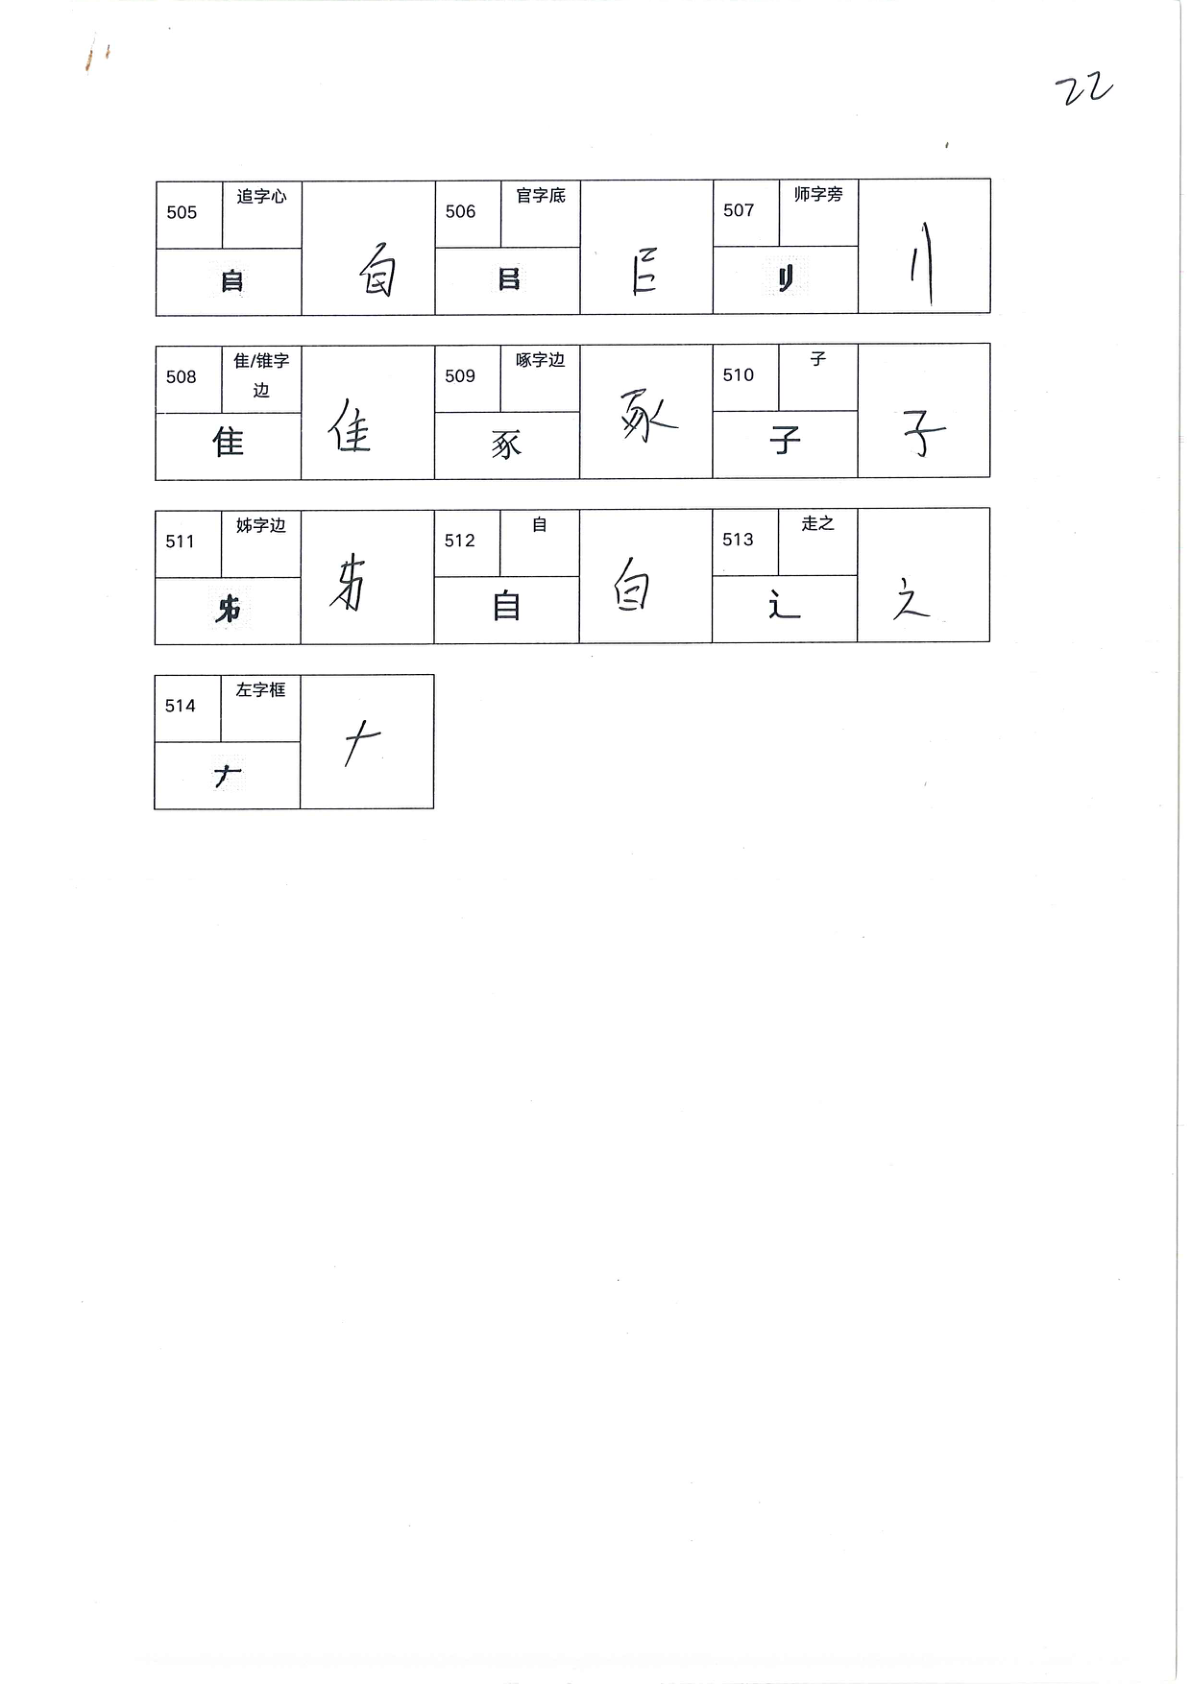 22
505 追字心 㠯 506 官字底 㠯 507 师字旁 刂
508 隹/锥字边 隹 隹 509 啄字边 豖 豖 510 子 子 子
511 姊字边 512 自 自 自 513 走之 辶
514 左字框 𠂇 𠂇